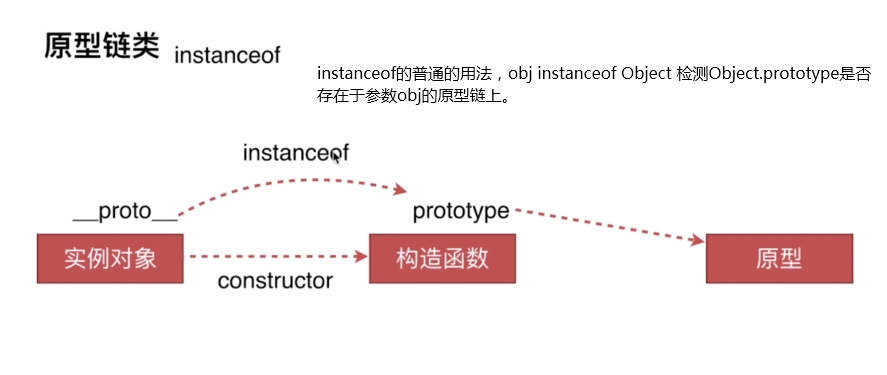 原型链类 instanceof
instanceof的普通的用法，obj instanceof Object 检测Object.prototype是否
存在于参数obj的原型链上。
instanceof
__proto__
prototype
实例对象
构造函数
原型
constructor